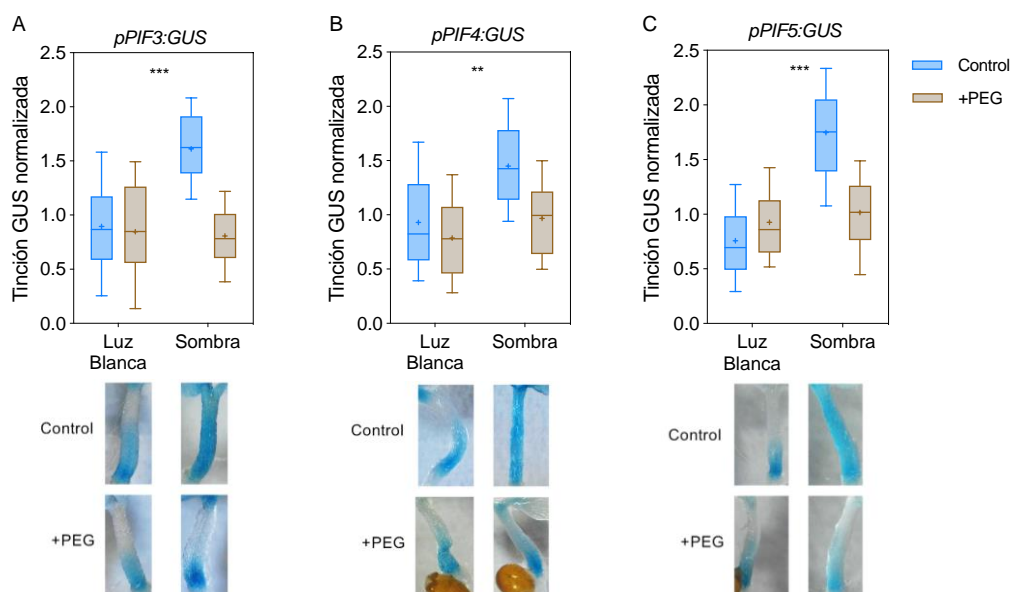 A
pPIF3:GUS
Tinción GUS normalizada
2.5
2.0
1.5
1.0
0.5
0.0
***
Luz
Blanca
Sombra
Control
+PEG
B
pPIF4:GUS
Tinción GUS normalizada
2.5
2.0
1.5
1.0
0.5
0.0
**
Luz
Blanca
Sombra
Control
+PEG
C
pPIF5:GUS
Tinción GUS normalizada
2.5
2.0
1.5
1.0
0.5
0.0
***
Luz
Blanca
Sombra
Control
+PEG
Control
+PEG